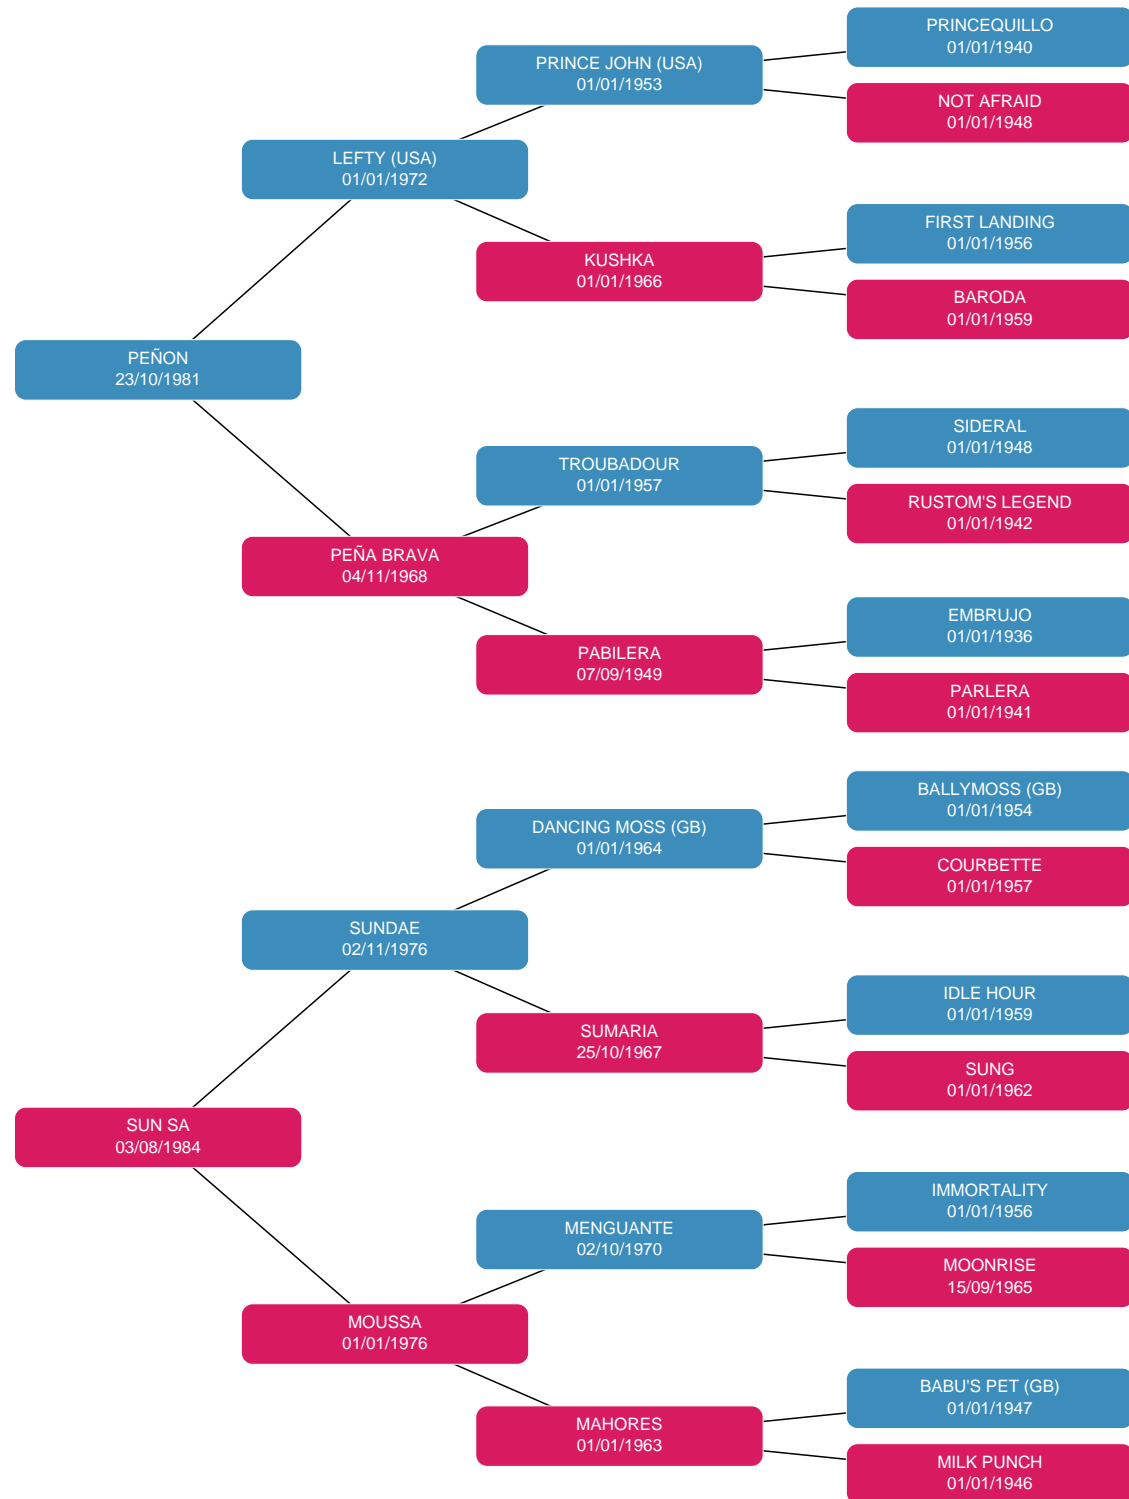 PRINCEQUILLO
01/01/1940
PRINCE JOHN (USA)
01/01/1953
NOT AFRAID
01/01/1948
LEFTY (USA)
01/01/1972
FIRST LANDING
01/01/1956
KUSHKA
01/01/1966
BARODA
01/01/1959
PEÑON
23/10/1981
SIDERAL
01/01/1948
TROUBADOUR
01/01/1957
RUSTOM'S LEGEND
01/01/1942
PEÑA BRAVA
04/11/1968
EMBRUJO
01/01/1936
PABILERA
07/09/1949
PARLERA
01/01/1941
BALLYMOSS (GB)
01/01/1954
DANCING MOSS (GB)
01/01/1964
COURBETTE
01/01/1957
SUNDAE
02/11/1976
IDLE HOUR
01/01/1959
SUMARIA
25/10/1967
SUNG
01/01/1962
SUN SA
03/08/1984
IMMORTALITY
01/01/1956
MENGUANTE
02/10/1970
MOONRISE
15/09/1965
MOUSSA
01/01/1976
BABU'S PET (GB)
01/01/1947
MAHORES
01/01/1963
MILK PUNCH
01/01/1946